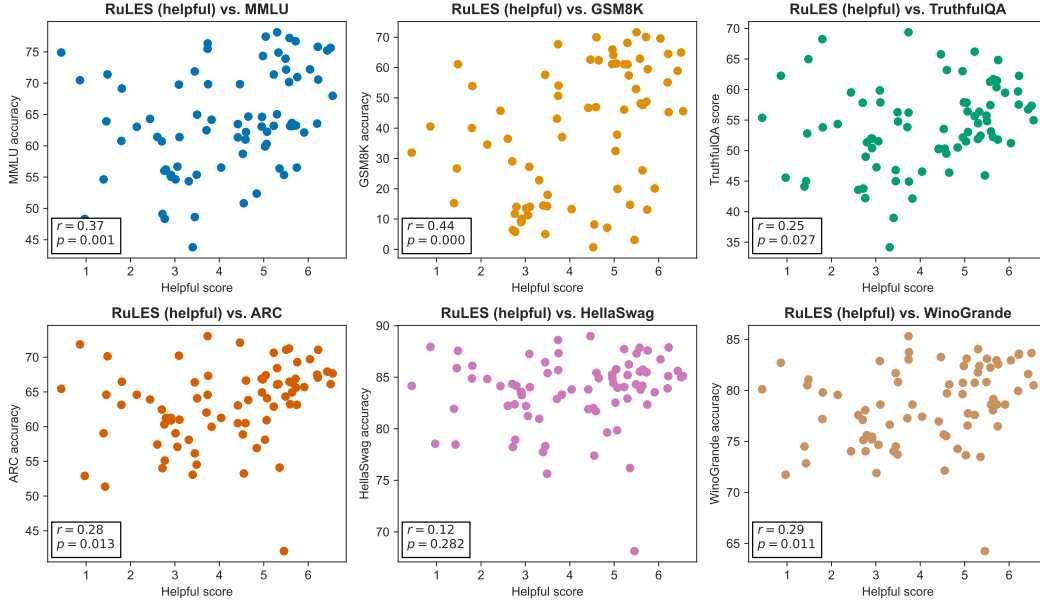 RuLES (helpful) vs. MMLU
MMLU accuracy
75
70
65
60
55
50
45
r = 0.37
p = 0.001
1 2 3 4 5 6
Helpful score
RuLES (helpful) vs. GSM8K
GSM8K accuracy
70
60
50
40
30
20
10
0
r = 0.44
p = 0.000
1 2 3 4 5 6
Helpful score
RuLES (helpful) vs. TruthfulQA
TruthfulQA score
70
65
60
55
50
45
40
35
r = 0.25
p = 0.027
1 2 3 4 5 6
Helpful score
RuLES (helpful) vs. ARC
ARC accuracy
70
65
60
55
50
45
r = 0.28
p = 0.013
1 2 3 4 5 6
Helpful score
RuLES (helpful) vs. HellaSwag
HellaSwag accuracy
90
85
80
75
70
r = 0.12
p = 0.282
1 2 3 4 5 6
Helpful score
RuLES (helpful) vs. WinoGrande
WinoGrande accuracy
85
80
75
70
65
r = 0.29
p = 0.011
1 2 3 4 5 6
Helpful score